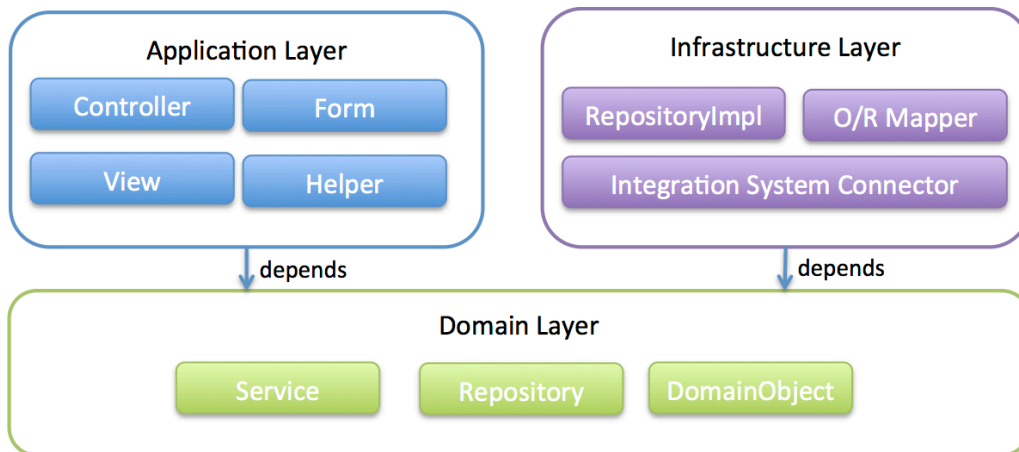 Application Layer
Controller
Form
View
Helper
Infrastructure Layer
RepositoryImpl
O/R Mapper
Integration System Connector
depends
depends
Domain Layer
Service
Repository
DomainObject